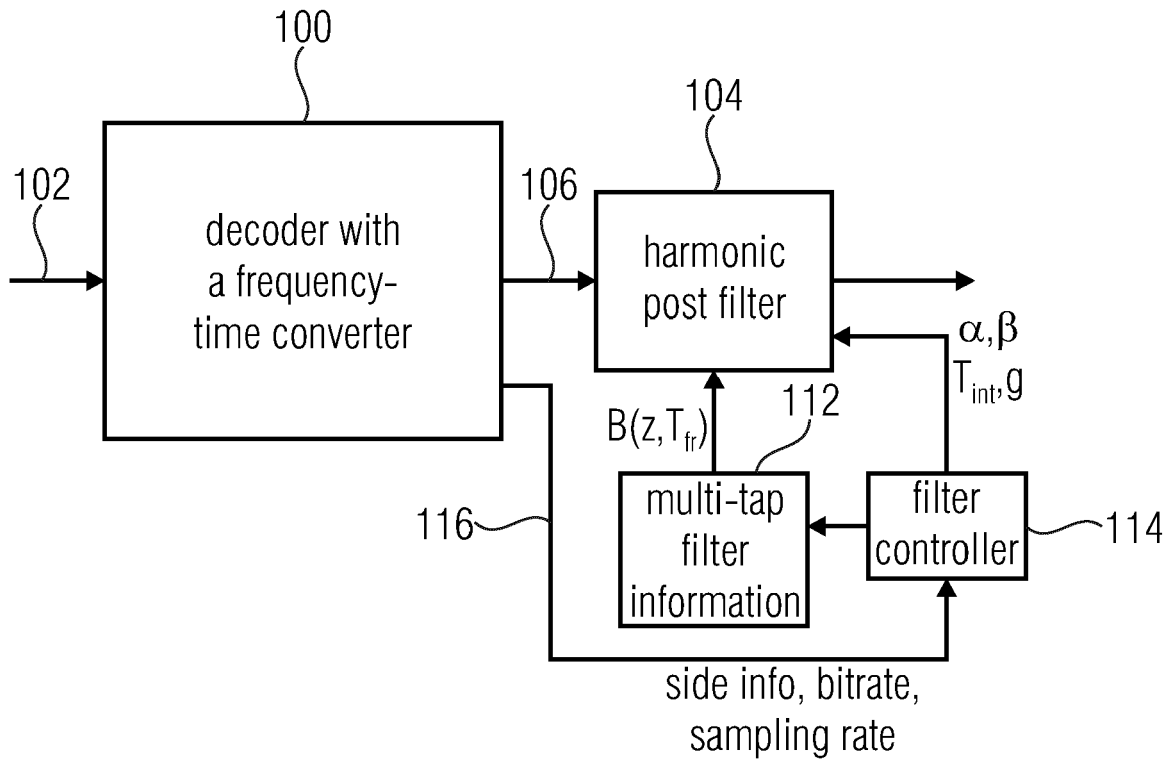 100
104
102
106
decoder with
a frequency-
time converter
harmonic
post filter
α,β
T_int,g
B(z,T_fr)
112
multi-tap
filter
information
filter
controller
114
116
side info, bitrate,
sampling rate